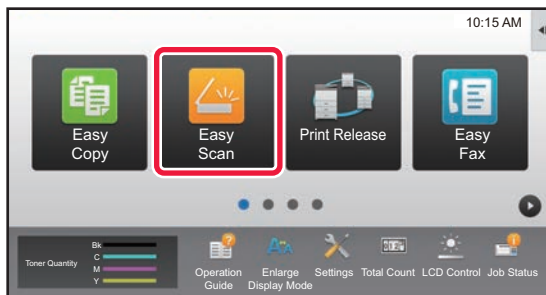 10:15 AM
Easy
Copy
Easy
Scan
Print Release
Easy
Fax
Toner Quantity
Bk
C
M
Y
Operation
Guide
Enlarge
Display Mode
Settings
Total Count
LCD Control
Job Status